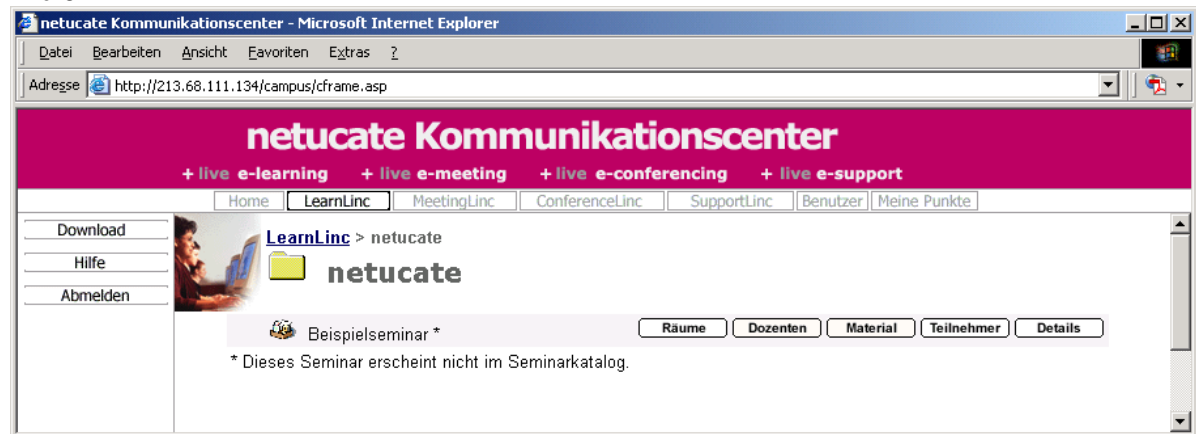 netucate Kommunikationscenter - Microsoft Internet Explorer
Datei Bearbeiten Ansicht Favoriten Extras ?
Adresse http://213.68.111.134/campus/cframe.asp
netucate Kommunikationscenter
+ live e-learning + live e-meeting + live e-conferencing + live e-support
Home LearnLinc MeetingLinc ConferenceLinc SupportLinc Benutzer Meine Punkte
Download
Hilfe
Abmelden
LearnLinc > netucate
netucate
Beispielseminar * Räume Dozenten Material Teilnehmer Details
* Dieses Seminar erscheint nicht im Seminarkatalog.